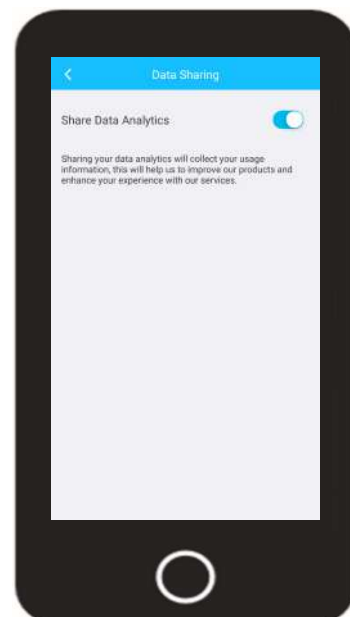 Data Sharing
Share Data Analytics
Sharing your data analytics will collect your usage
information, this will help us to improve our products and
enhance your experience with our services.